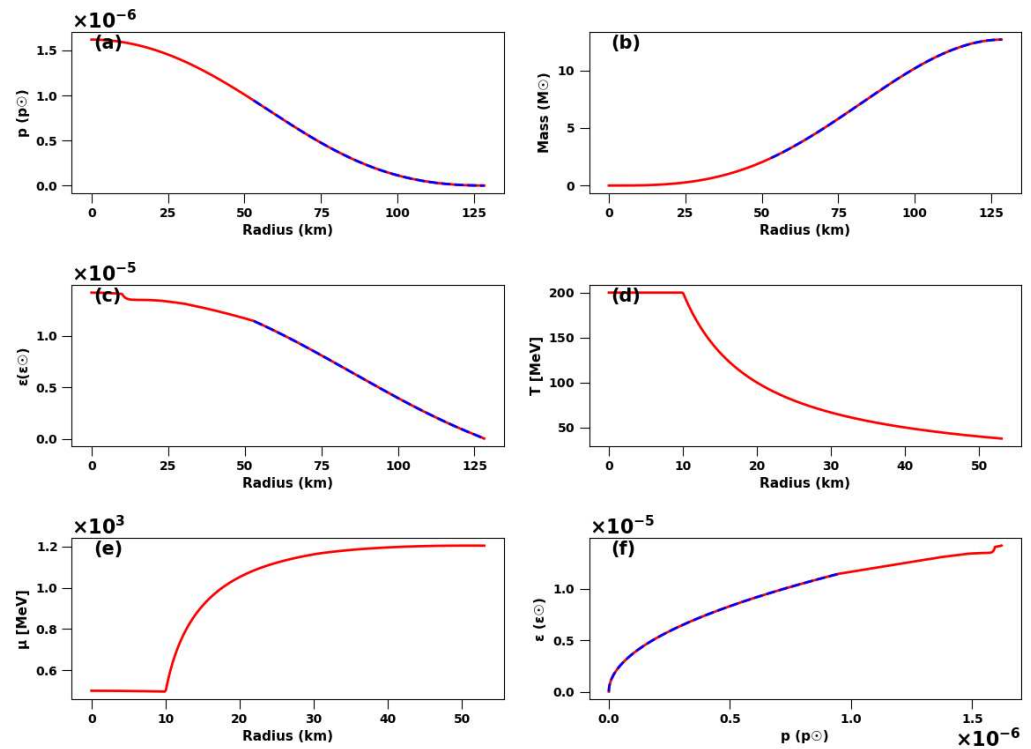 ×10⁻⁶
(a)
p (p☉)
1.5
1.0
0.5
0.0
0 25 50 75 100 125
Radius (km)
(b)
Mass (M☉)
10
5
0
0 25 50 75 100 125
Radius (km)
×10⁻⁵
(c)
ε(ε☉)
1.0
0.5
0.0
0 25 50 75 100 125
Radius (km)
(d)
T [MeV]
200
150
100
50
0 10 20 30 40 50
Radius (km)
×10³
(e)
μ [MeV]
1.2
1.0
0.8
0.6
0 10 20 30 40 50
Radius (km)
×10⁻⁵
(f)
ε (ε☉)
1.0
0.5
0.0
0.0 0.5 1.0 1.5
p (p☉)
×10⁻⁶